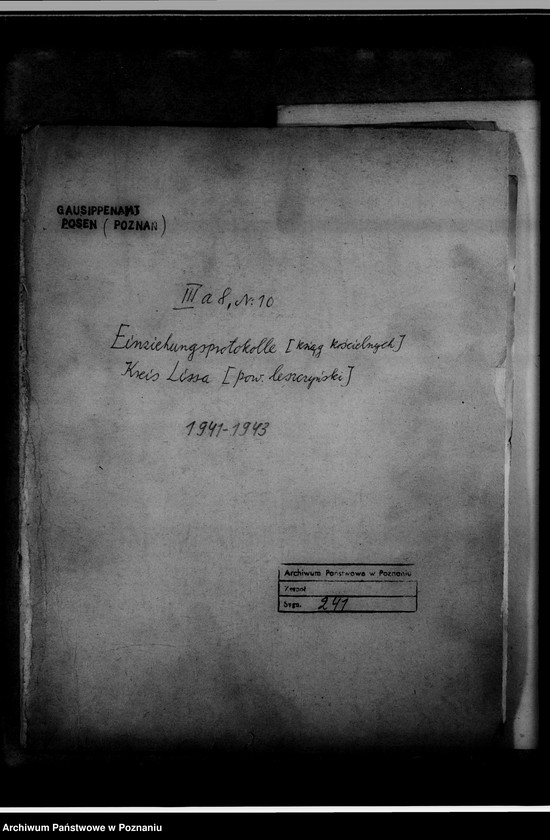 GAUSIPPENAMT
POSEN (POZNAŃ)
III a 8, Nr 10
Einziehungsprotokolle [ksiąg kościelnych]
Kreis Lissa [pow. leszczyński]
1941-1943
Archiwum Państwowe w Poznaniu
Zespół
Sygn. 241
Archiwum Państwowe w Poznaniu